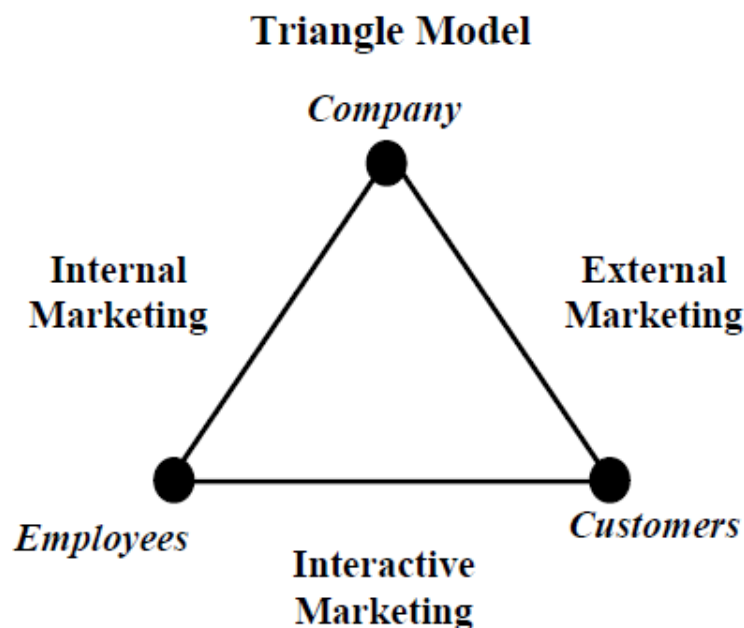 Triangle Model
Company
Internal
Marketing
External
Marketing
Employees
Customers
Interactive
Marketing